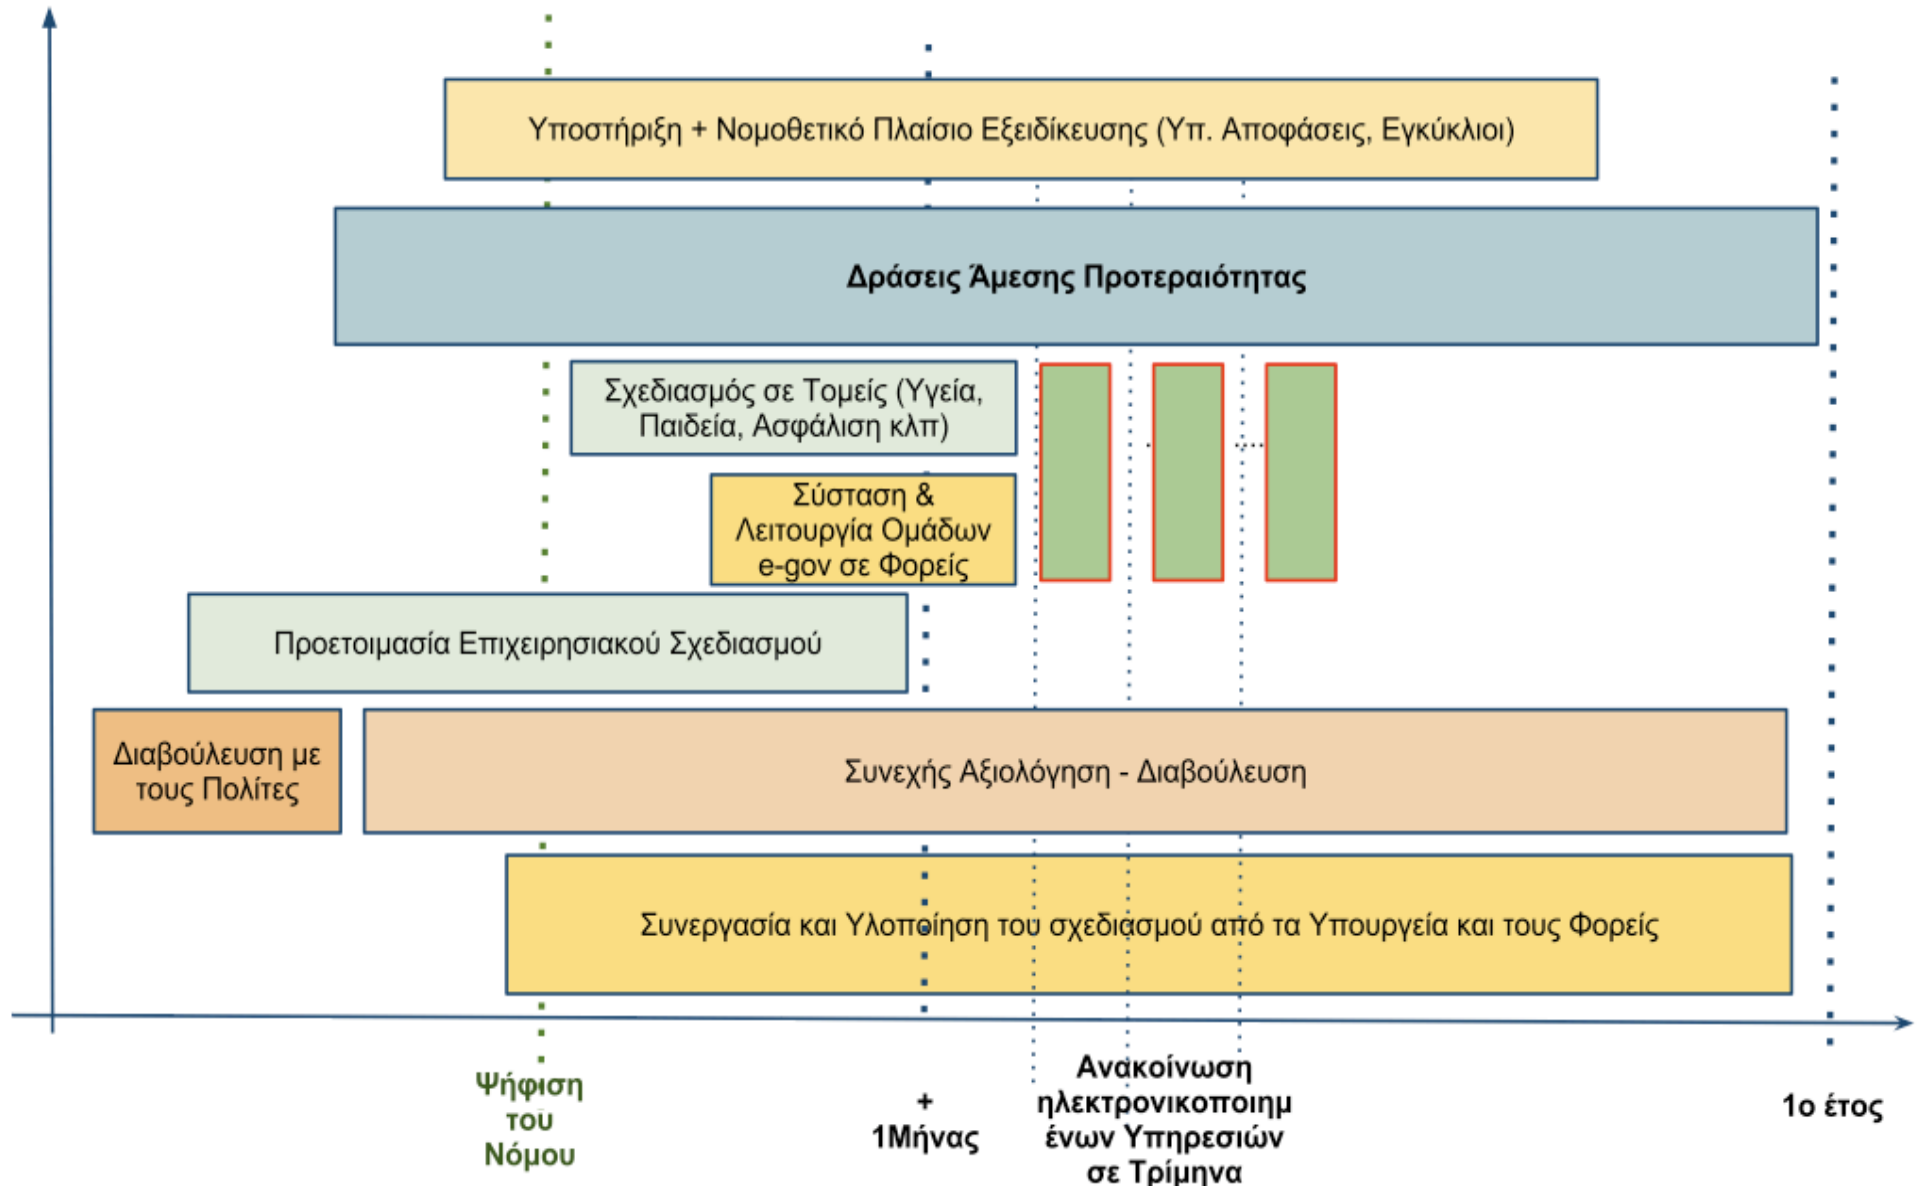 Υποστήριξη + Νομοθετικό Πλαίσιο Εξειδίκευσης (Υπ. Αποφάσεις, Εγκύκλιοι)
Δράσεις Άμεσης Προτεραιότητας
Σχεδιασμός σε Τομείς (Υγεία,
Παιδεία, Ασφάλιση κλπ)
Σύσταση &
Λειτουργία Ομάδων
e-gov σε Φορείς
Προετοιμασία Επιχειρησιακού Σχεδιασμού
Διαβούλευση με
τους Πολίτες
Συνεχής Αξιολόγηση - Διαβούλευση
Συνεργασία και Υλοποίηση του σχεδιασμού από τα Υπουργεία και τους Φορείς
Ψήφιση
του
Νόμου
+
1Μήνας
Ανακοίνωση
ηλεκτρονικοποιημ
ένων Υπηρεσιών
σε Τρίμηνα
1ο έτος